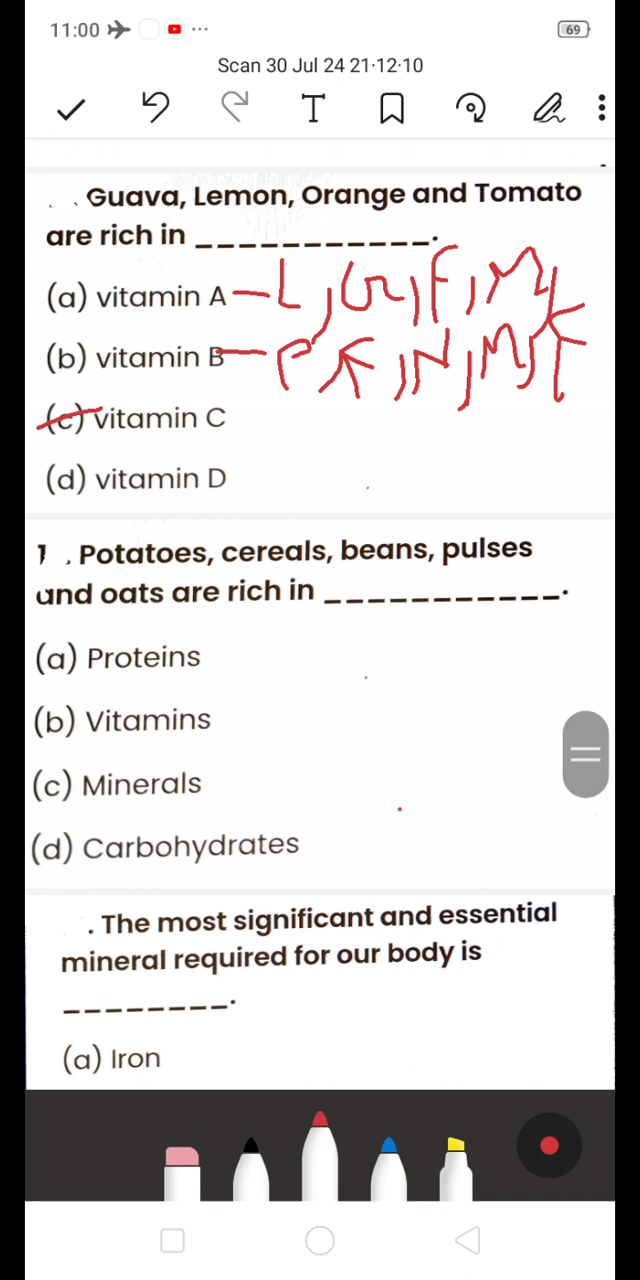 11:00
69
Scan 30 Jul 24 21·12·10
T
Guava, Lemon, Orange and Tomato
are rich in ____________.
(a) vitamin A
(b) vitamin B
(c) vitamin C
(d) vitamin D
. Potatoes, cereals, beans, pulses
and oats are rich in ____________.
(a) Proteins
(b) Vitamins
(c) Minerals
(d) Carbohydrates
. The most significant and essential
mineral required for our body is
________.
(a) Iron